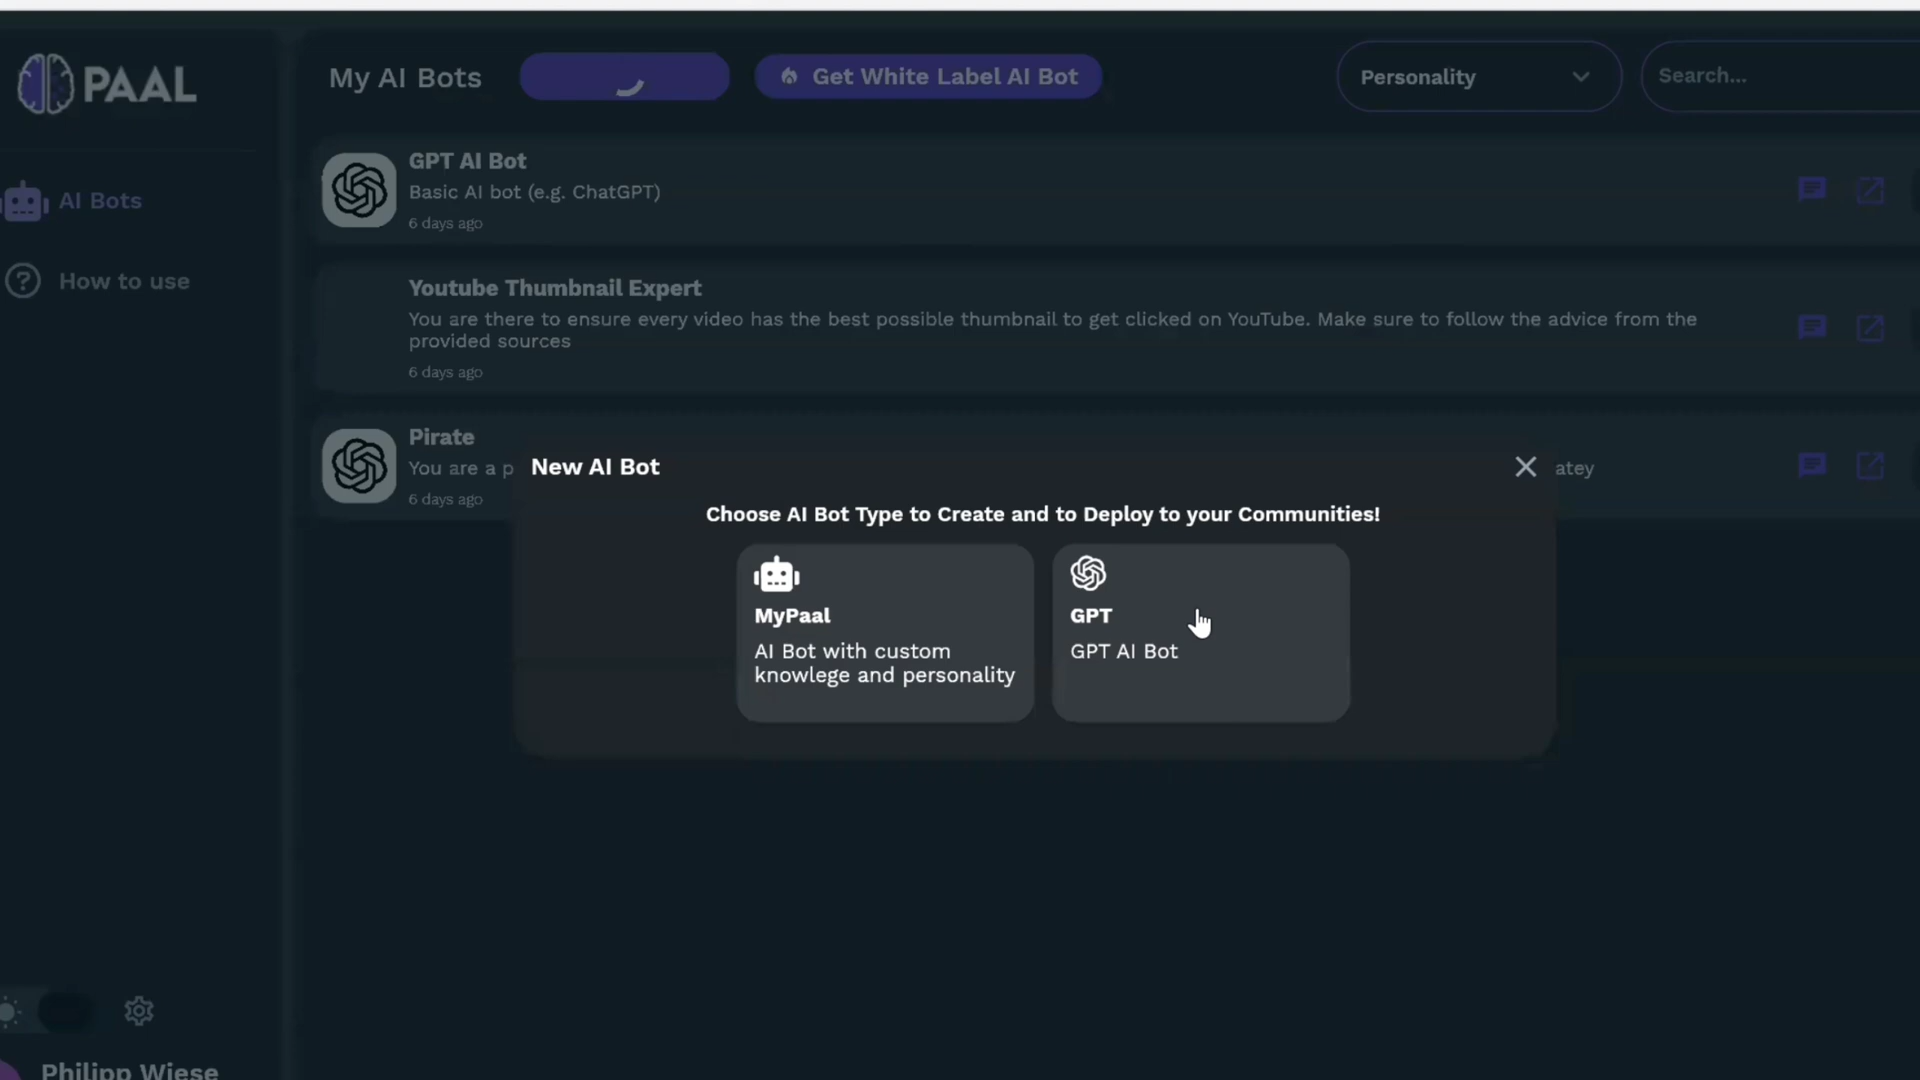 PAAL
My AI Bots
Get White Label AI Bot
Personality
Search...
AI Bots
How to use
GPT AI Bot
Basic AI bot (e.g. ChatGPT)
6 days ago
Youtube Thumbnail Expert
You are there to ensure every video has the best possible thumbnail to get clicked on YouTube. Make sure to follow the advice from the
provided sources
6 days ago
Pirate
You are a p
atey
6 days ago
New AI Bot
Choose AI Bot Type to Create and to Deploy to your Communities!
MyPaal
AI Bot with custom
knowlege and personality
GPT
GPT AI Bot
Philipp Wiese